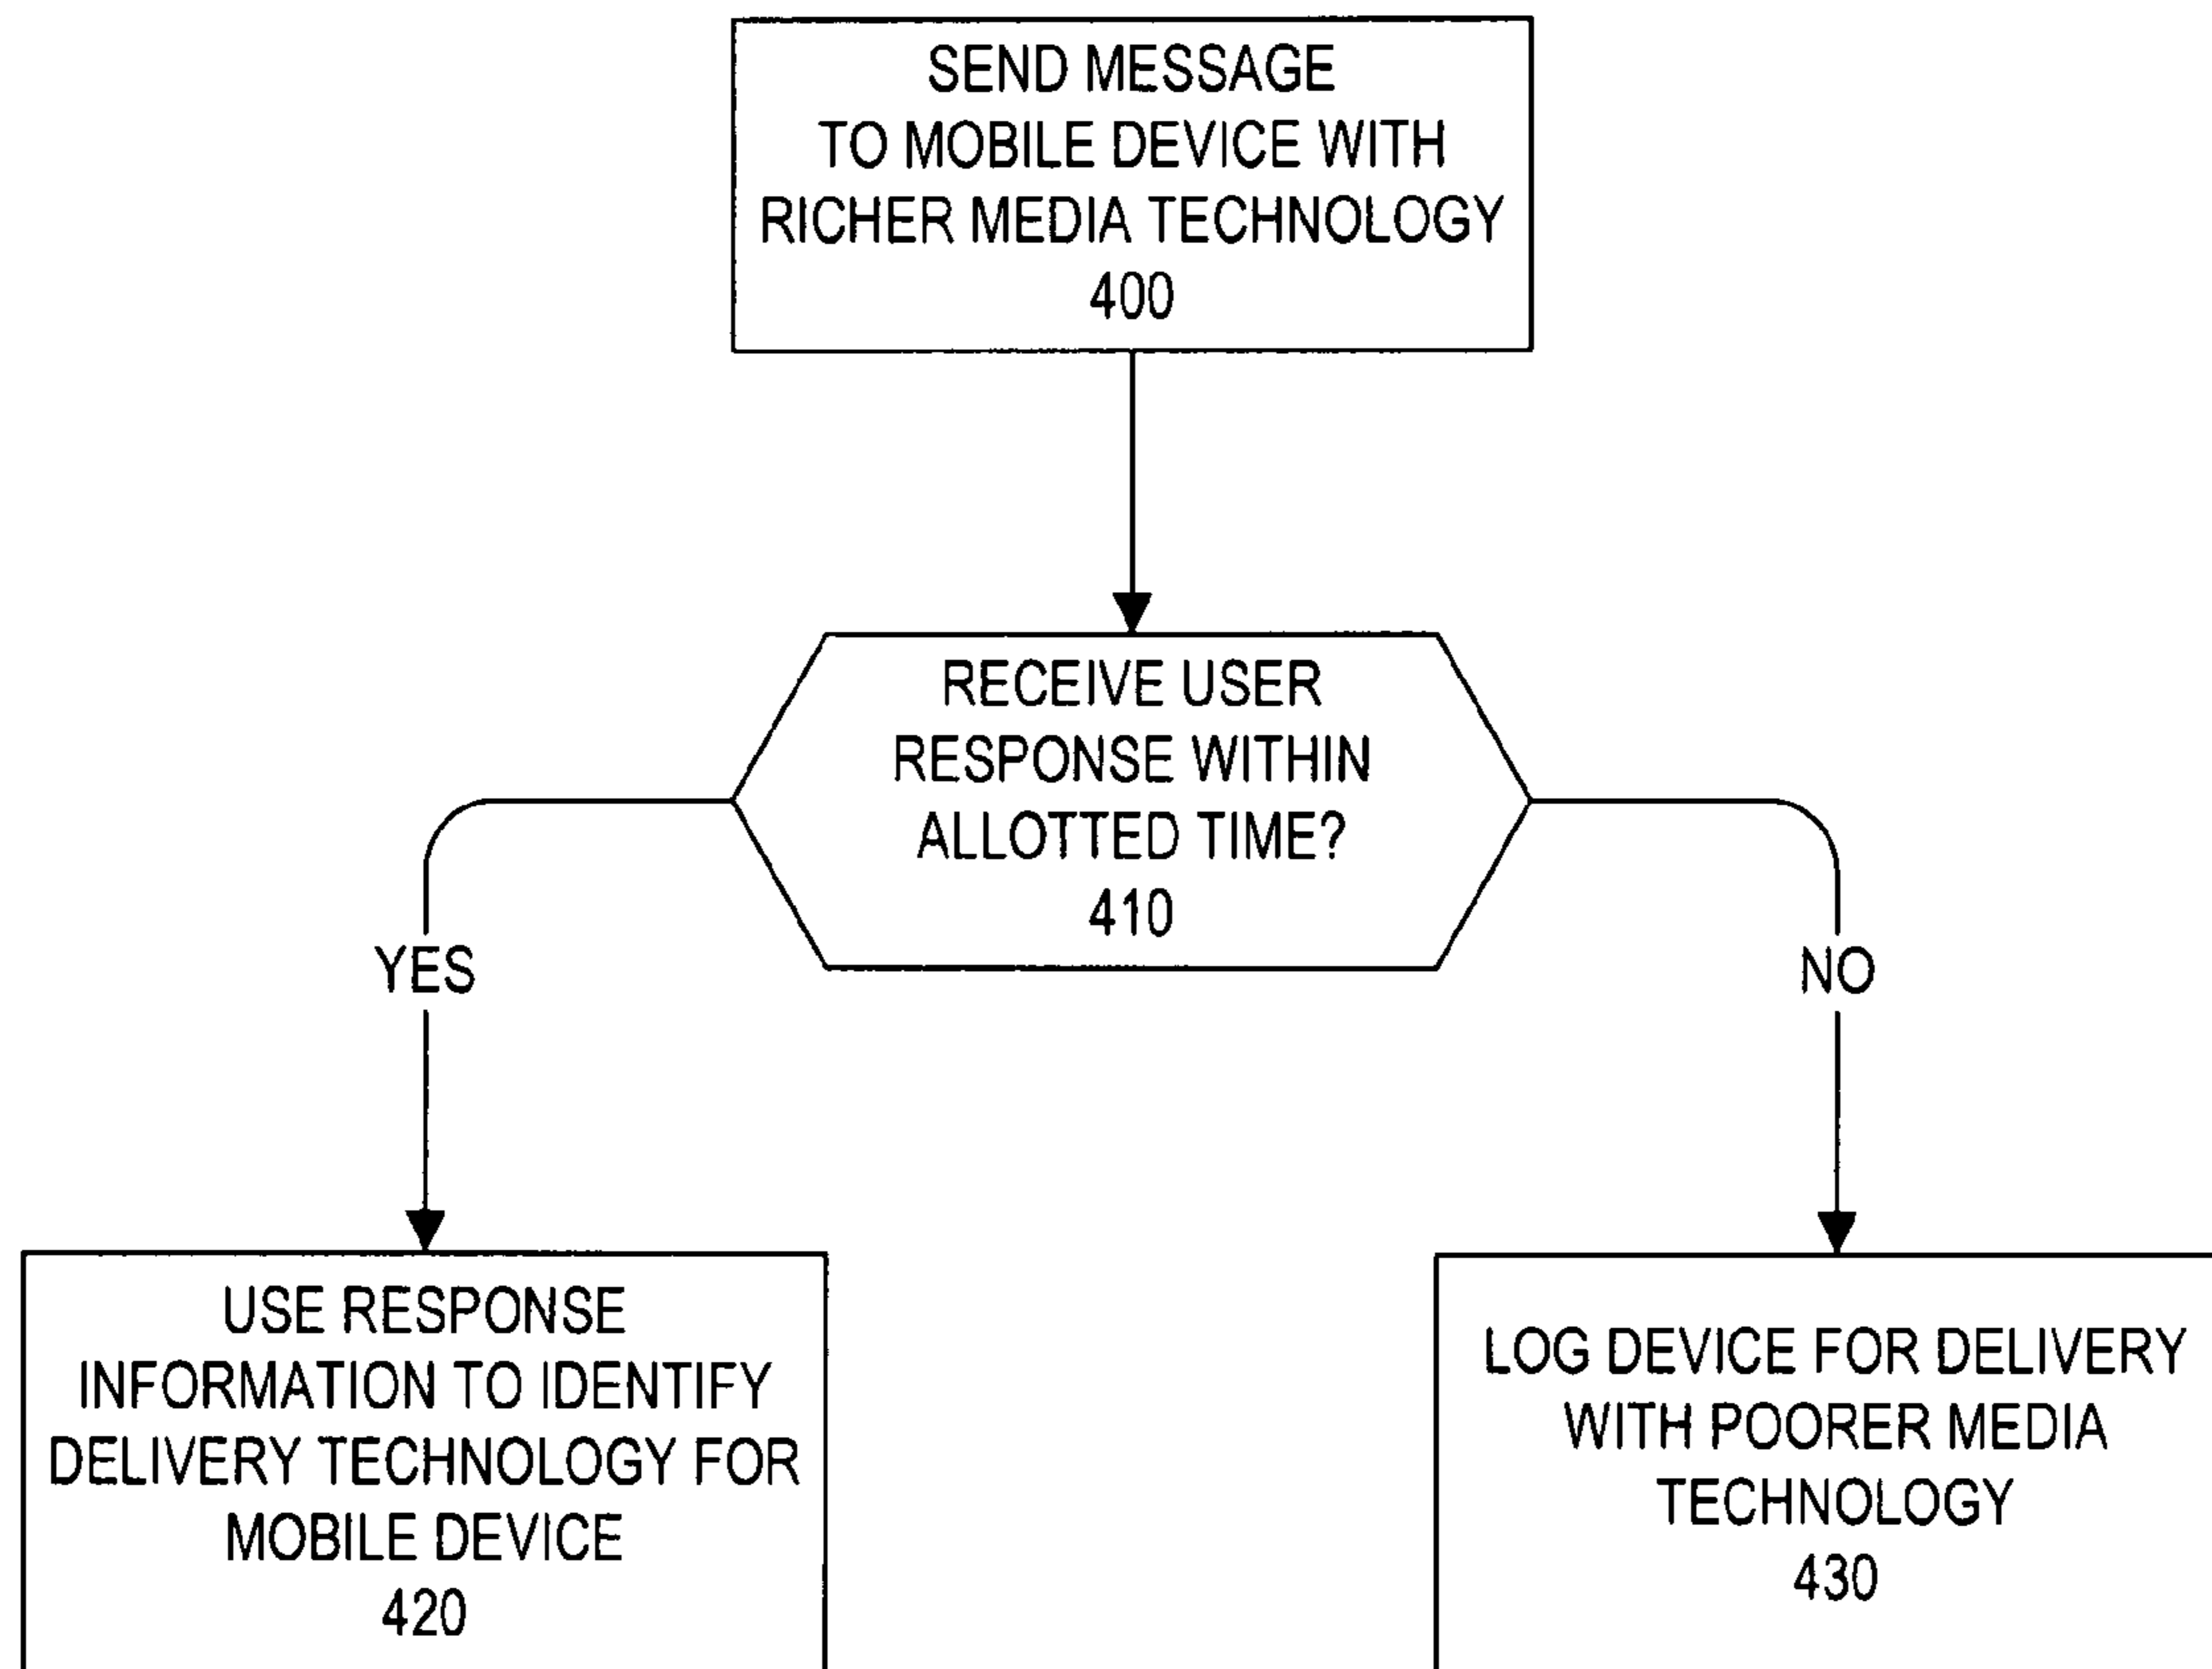 SEND MESSAGE
TO MOBILE DEVICE WITH
RICHER MEDIA TECHNOLOGY
400
RECEIVE USER
RESPONSE WITHIN
ALLOTTED TIME?
410
YES
NO
USE RESPONSE
INFORMATION TO IDENTIFY
DELIVERY TECHNOLOGY FOR
MOBILE DEVICE
420
LOG DEVICE FOR DELIVERY
WITH POORER MEDIA
TECHNOLOGY
430